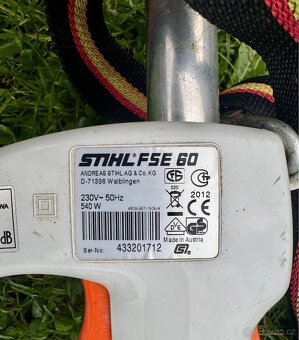 STIHL FSE 60
ANDREAS STIHL AG & Co. KG
D-71336 Waiblingen
230V~ 50Hz
540 W
2012
Made in Austria
Ser-No: 433201712
dB